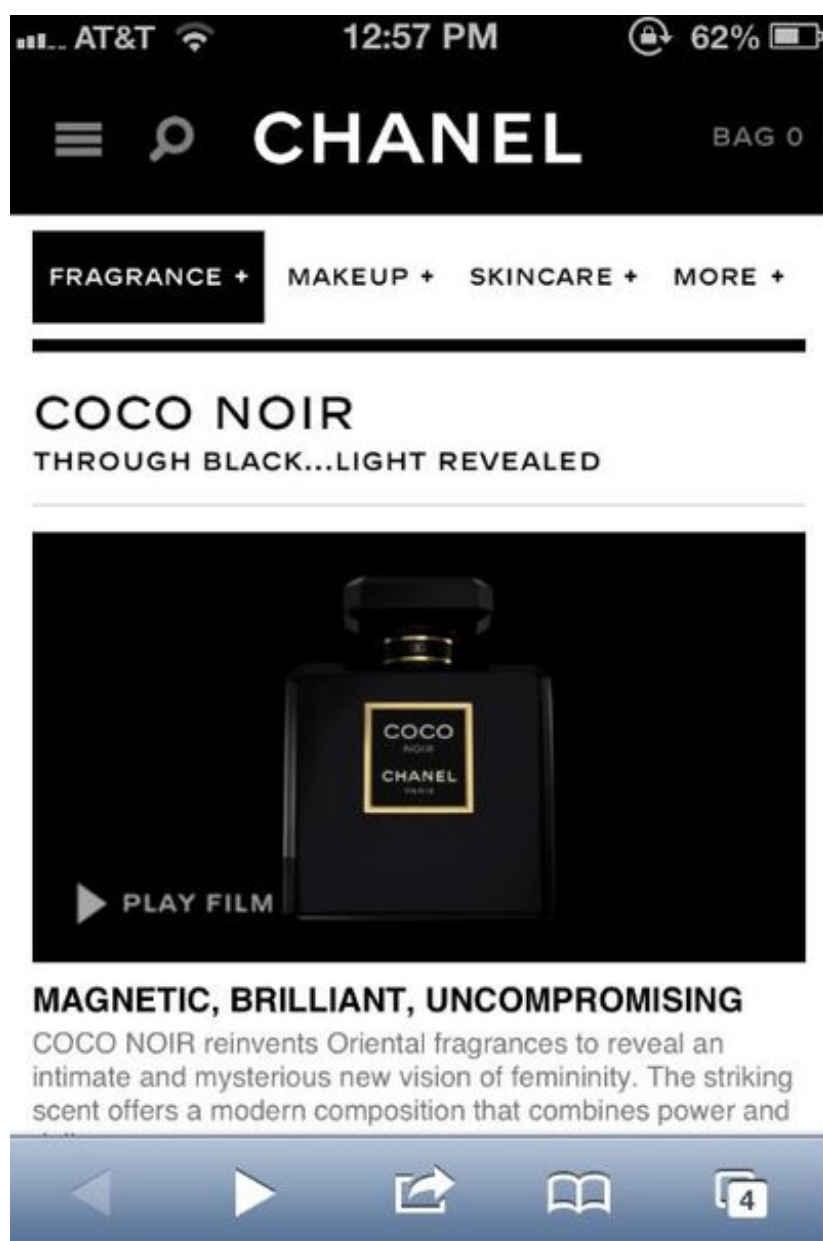 AT&T 12:57 PM 62%
CHANEL BAG 0
FRAGRANCE + MAKEUP + SKINCARE + MORE +
COCO NOIR
THROUGH BLACK...LIGHT REVEALED
COCO
NOIR
CHANEL
PARIS
PLAY FILM
MAGNETIC, BRILLIANT, UNCOMPROMISING
COCO NOIR reinvents Oriental fragrances to reveal an
intimate and mysterious new vision of femininity. The striking
scent offers a modern composition that combines power and
4